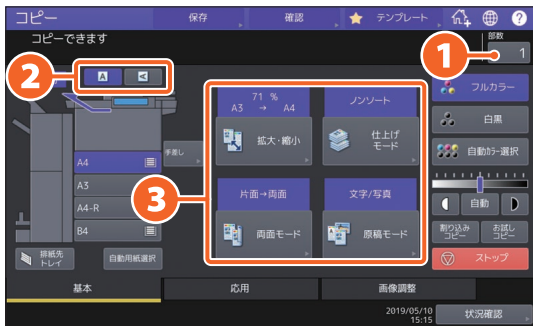 コピー
保存
確認
テンプレート
コピーできます
部数
1
1
2
A
A
71 %
A3 → A4
拡大・縮小
ノンソート
仕上げ
モード
フルカラー
白黒
自動カラー選択
手差し
A4
A3
A4-R
B4
3
片面→両面
両面モード
文字/写真
原稿モード
自動
割り込み
コピー
お試し
コピー
排紙先
トレイ
自動用紙選択
ストップ
基本
応用
画像調整
2019/05/10
15:15
状況確認